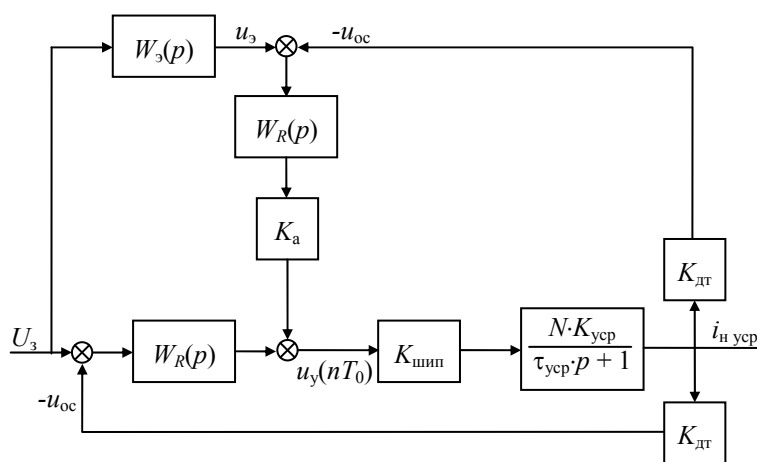 Wэ(p)
uэ
-uос
WR(p)
Kа
Kдт
Uз
WR(p)
uу(nT0)
Kшип
N·Kуср
τуср·p + 1
iн уср
-uос
Kдт